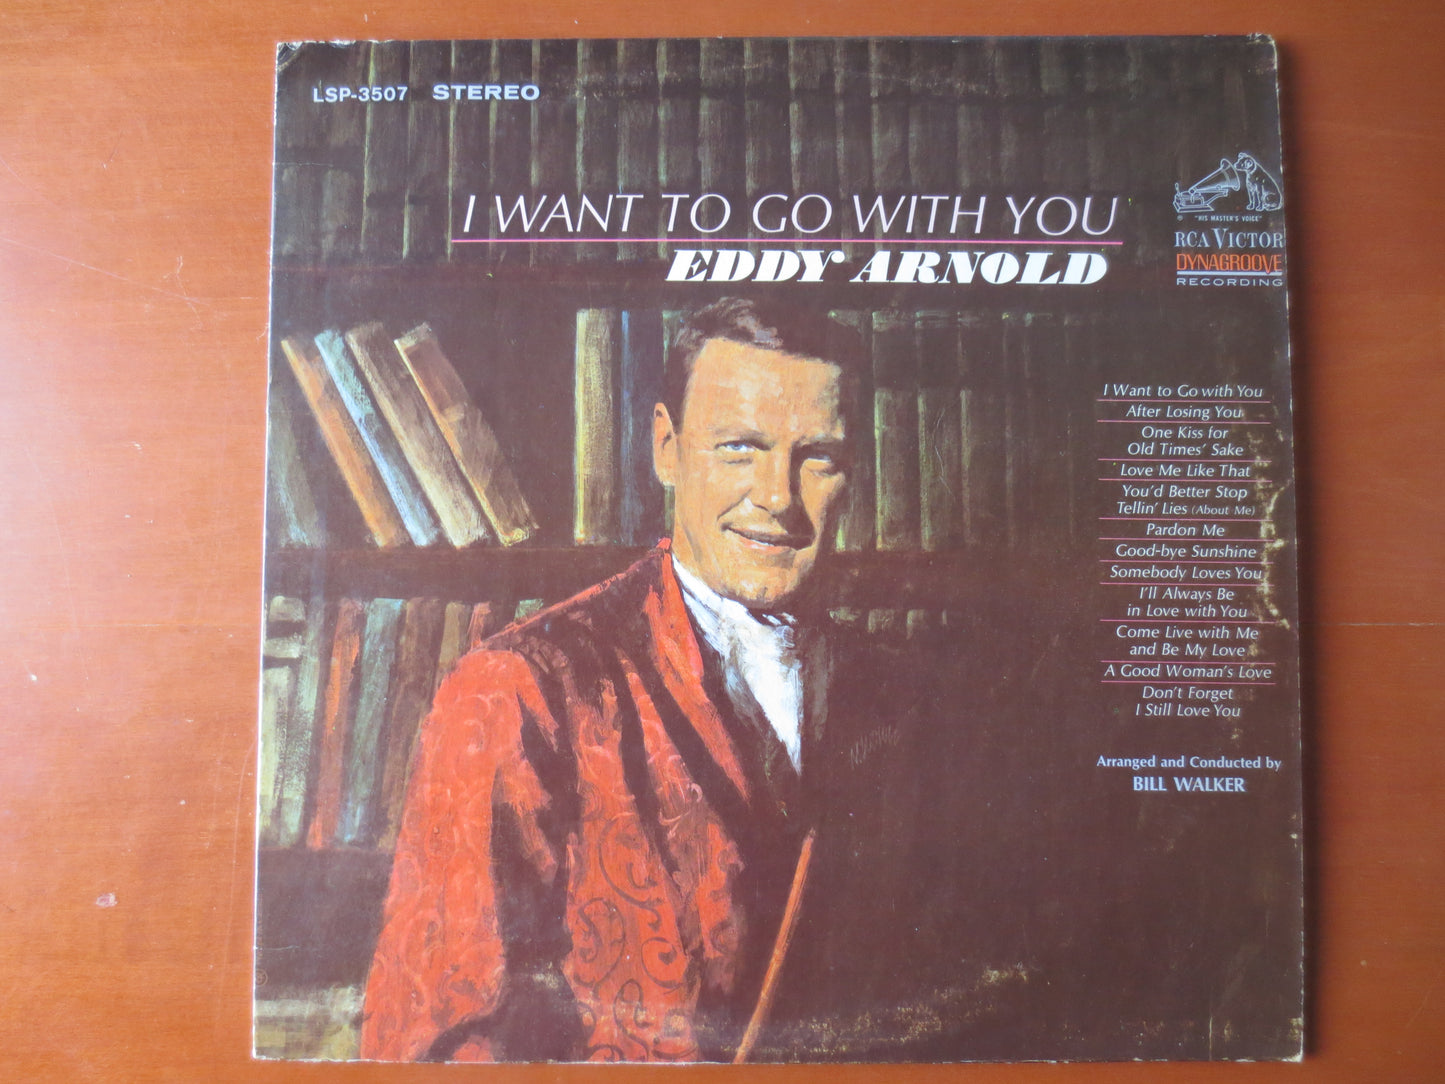 LSP-3507 STEREO
I WANT TO GO WITH YOU
EDDY ARNOLD
"HIS MASTER'S VOICE"
RCA VICTOR
DYNAGROOVE
RECORDING
I Want to Go with You
After Losing You
One Kiss for
Old Times' Sake
Love Me Like That
You'd Better Stop
Tellin' Lies (About Me)
Pardon Me
Good-bye Sunshine
Somebody Loves You
I'll Always Be
in Love with You
Come Live with Me
and Be My Love
A Good Woman's Love
Don't Forget
I Still Love You
Arranged and Conducted by
BILL WALKER